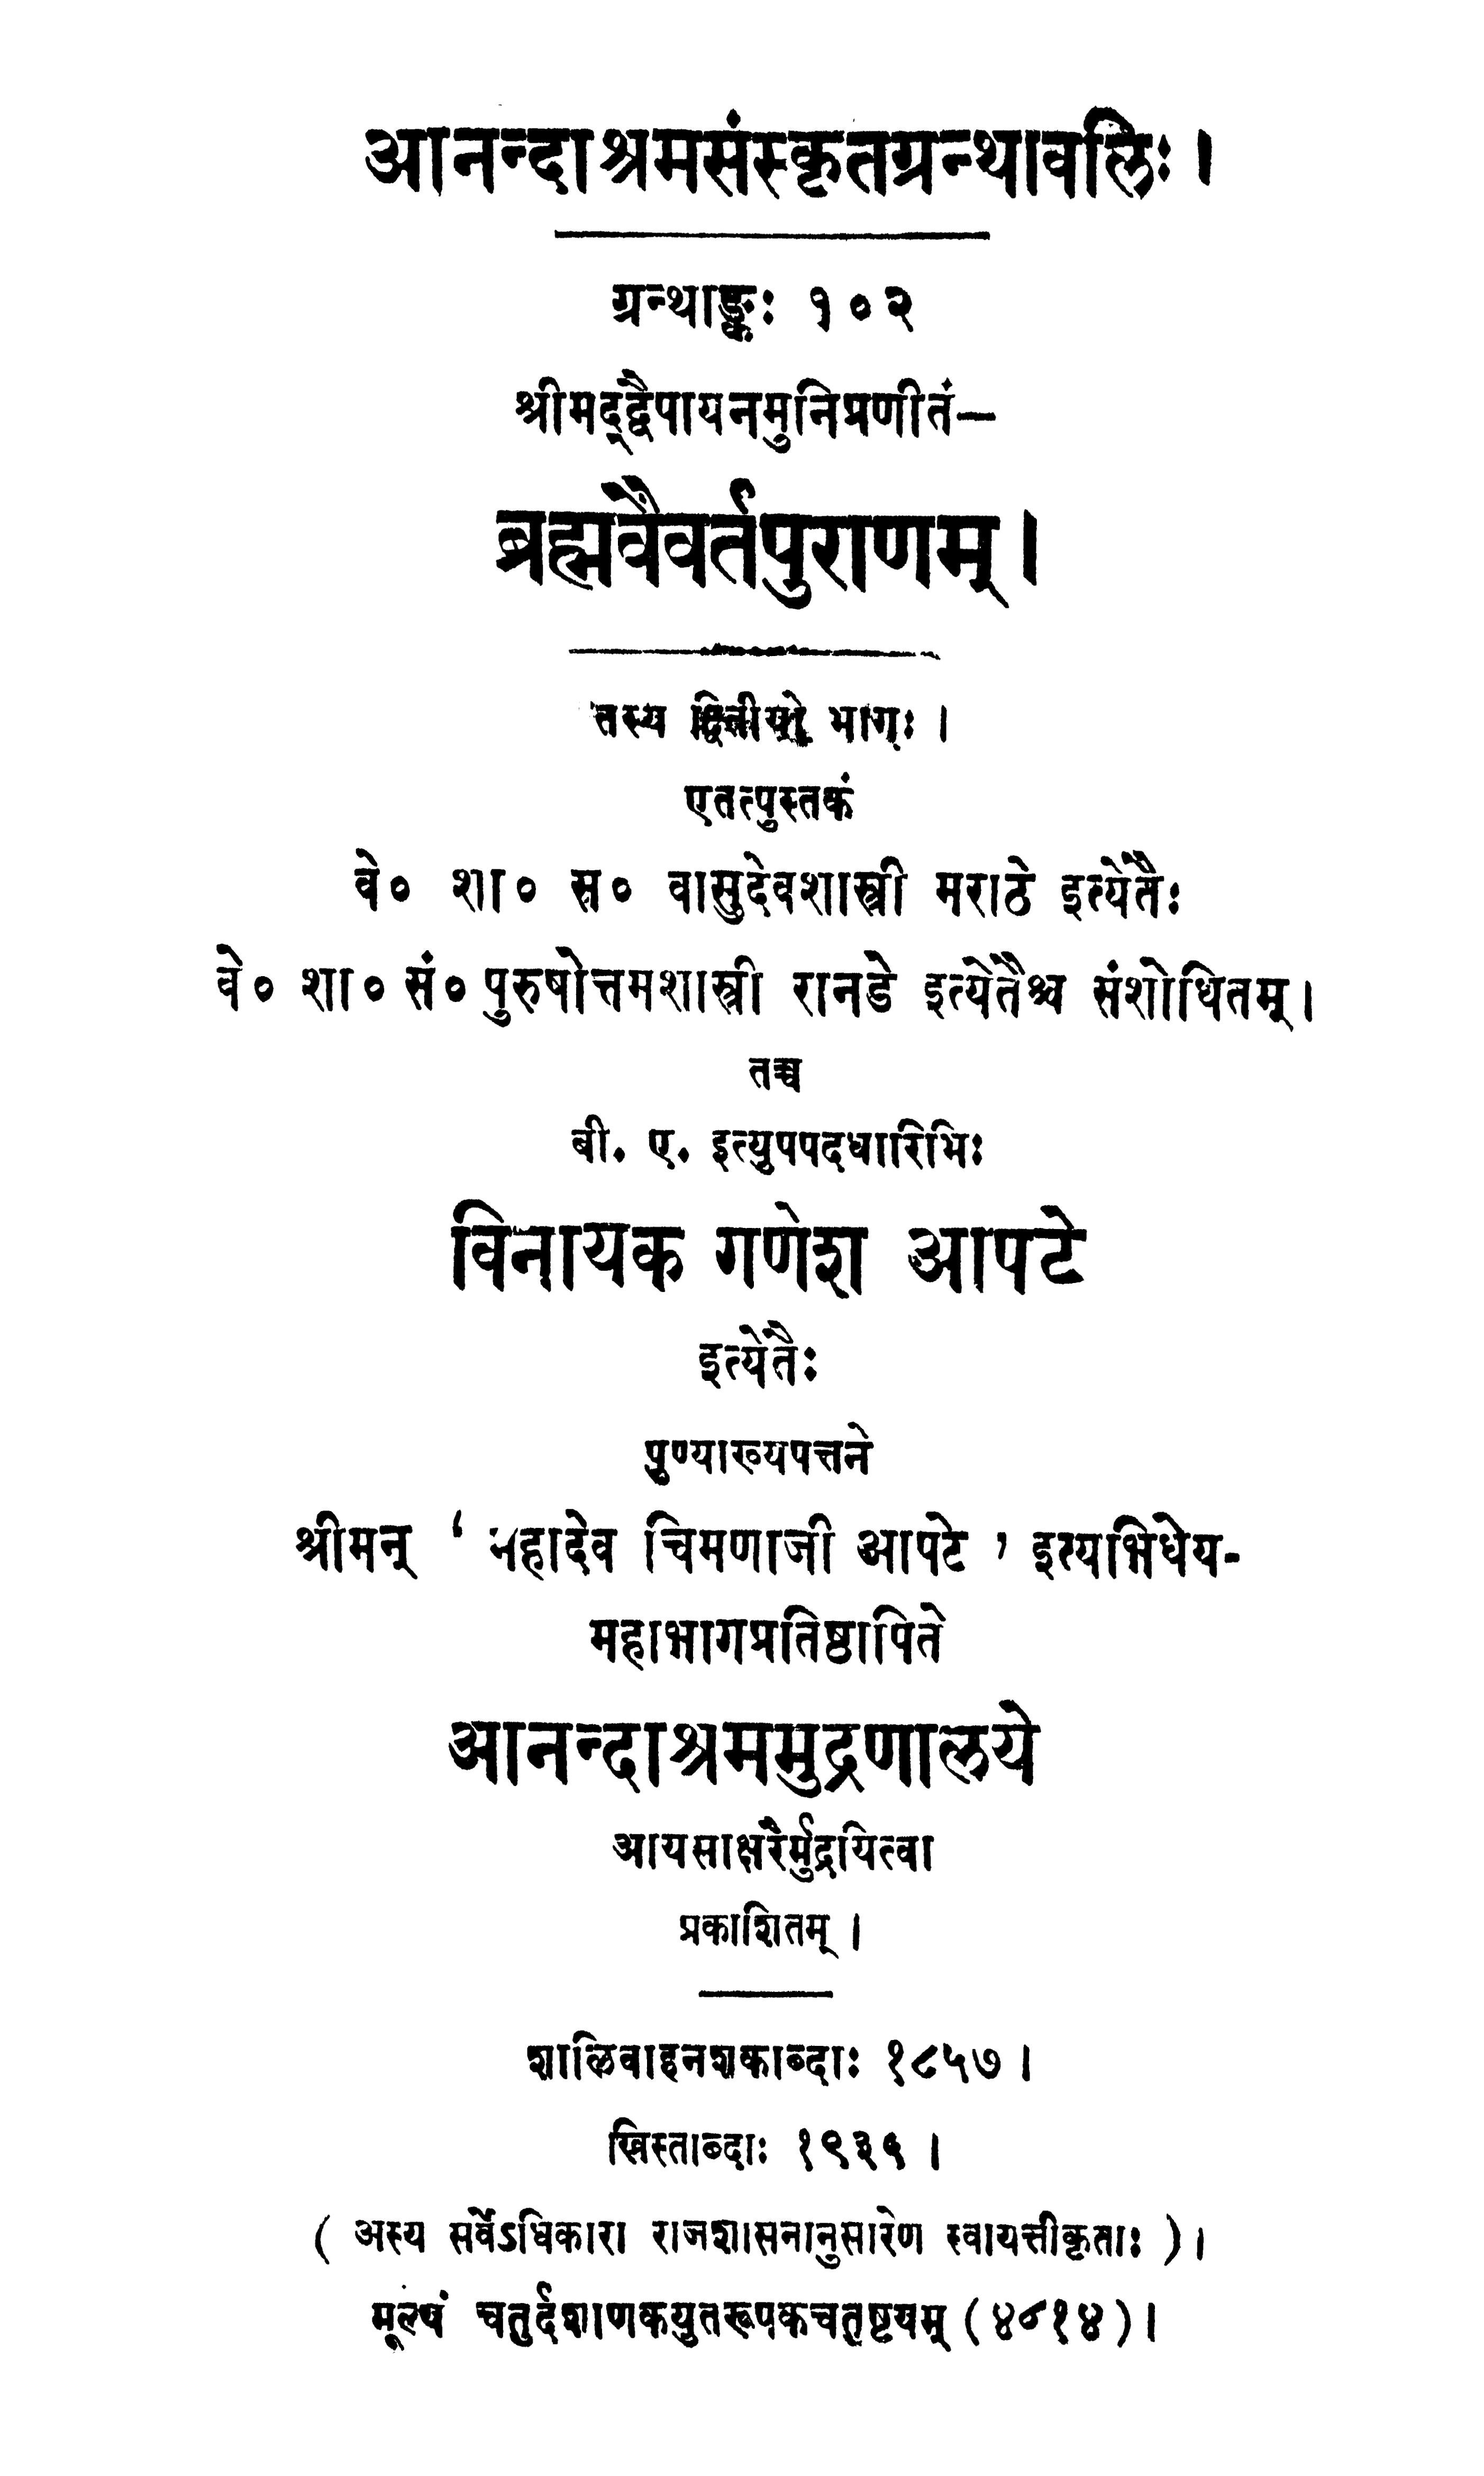 आनन्दाश्रमसंस्कृतग्रन्थावलिः ।
ग्रन्थाङ्कः १०२
श्रीमद्द्वैपायनमुनिप्रणीतं—
ब्रह्मवैवर्तपुराणम् ।
तस्य द्वितीयो भागः ।
एतत्पुस्तकं
वे० शा० स० वासुदेवशास्त्री मराठे इत्येतैः
वे० शा० सं० पुरुषोत्तमशास्त्री रानडे इत्येतैश्च संशोधितम् ।
तच्च
बी. ए. इत्युपपदधारिभिः
विनायक गणेश आपटे
इत्येतैः
पुण्याख्यपत्तने
श्रीमन् ‘ महादेव चिमणाजी आपटे ’ इत्यभिधेय-
महाभागप्रतिष्ठापिते
आनन्दाश्रममुद्रणालये
आयसाक्षरैर्मुद्रयित्वा
प्रकाशितम् ।
शालिवाहनशकाब्दाः १८५७ ।
ख्रिस्ताब्दाः १९३५ ।
( अस्य सर्वेऽधिकारा राजशासनानुसारेण स्वायत्तीकृताः ) ।
मूल्यं चतुर्दशाणकयुतरूपकचतुष्टयम् ( ४८१४ ) ।